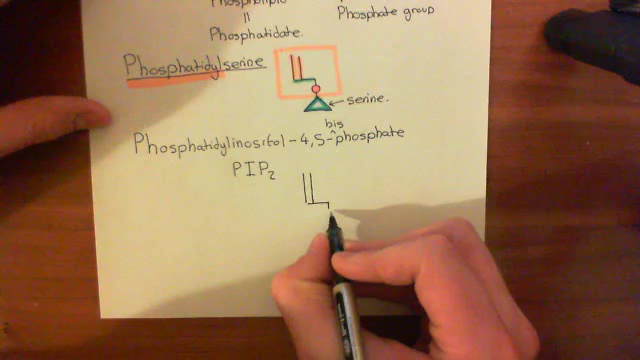 Phospholipid
Phosphate group
=
Phosphatidate.
Phosphatidylserine
serine.
bis
Phosphatidylinositol-4,5-^phosphate
PIP2